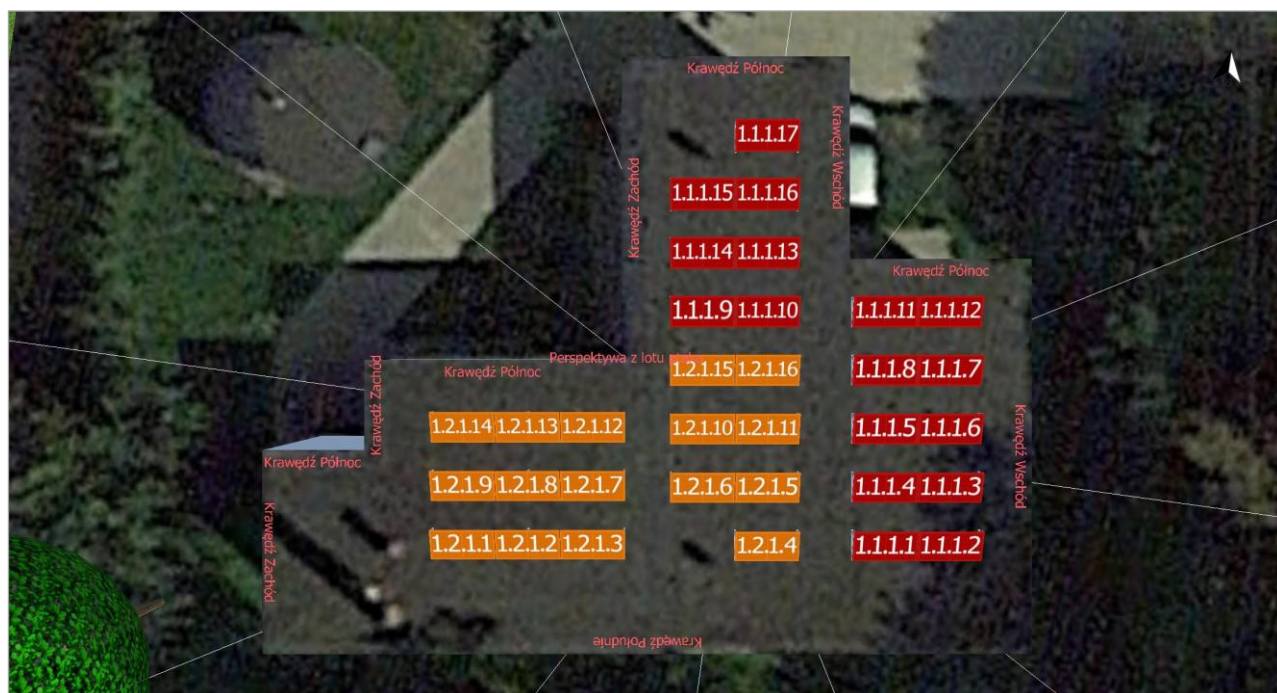 Krawędź Północ
1.1.1.17
Krawędź Wschód
Krawędź Zachód
1.1.1.15 1.1.1.16
1.1.1.14 1.1.1.13
Krawędź Północ
1.1.1.9 1.1.1.10
1.1.1.11 1.1.1.12
Perspektywa z lotu ptaka
Krawędź Północ
1.2.1.15 1.2.1.16
1.1.1.8 1.1.1.7
Krawędź Zachód
1.2.1.14 1.2.1.13 1.2.1.12
1.2.1.10 1.2.1.11
1.1.1.5 1.1.1.6
Krawędź Wschód
Krawędź Północ
1.2.1.9 1.2.1.8 1.2.1.7
1.2.1.6 1.2.1.5
1.1.1.4 1.1.1.3
Krawędź Zachód
1.2.1.1 1.2.1.2 1.2.1.3
1.2.1.4
1.1.1.1 1.1.1.2
Krawędź Południe